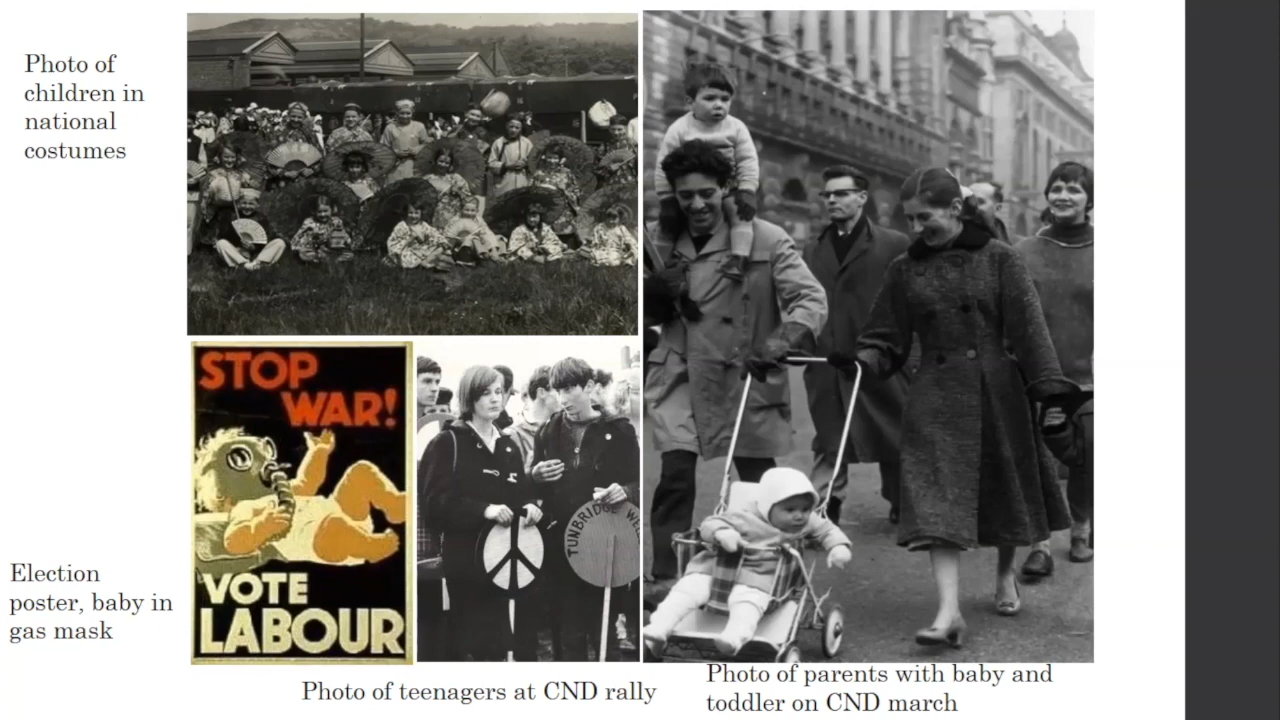 Photo of
children in
national
costumes
STOP
WAR!
VOTE
LABOUR
TUNBRIDGE WE
Election
poster, baby in
gas mask
Photo of teenagers at CND rally
Photo of parents with baby and
toddler on CND march